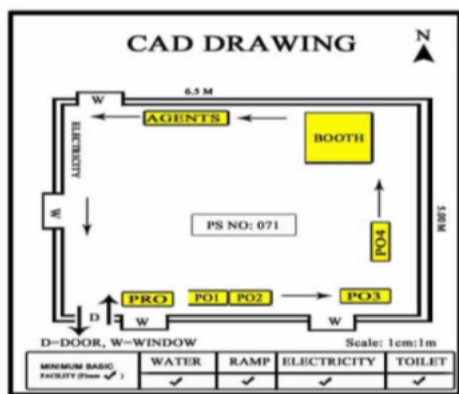 CAD DRAWING
N
6.5 M
W
AGENTS
BOOTH
ELECTRICITY
W
5.00 M
PS NO: 071
PO4
PRO
PO1
PO2
PO3
D
W
W
D=DOOR, W=WINDOW
Scale: 1cm:1m
MINIMUM BASIC
FACILITY (Please ✓)
WATER
RAMP
ELECTRICITY
TOILET
✓ ✓ ✓ ✓